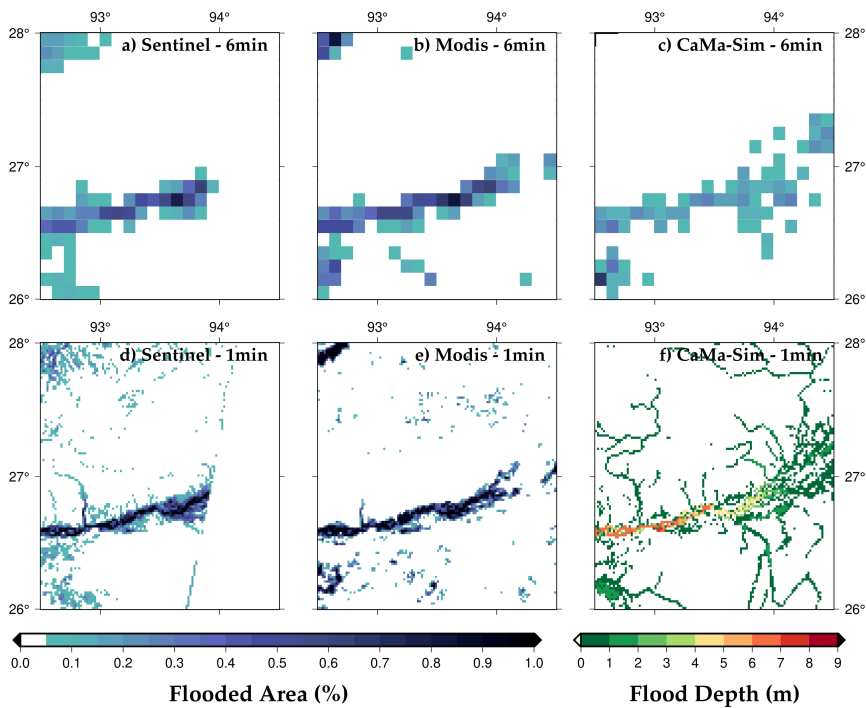 93° 94° 93° 94° 93° 94°
28° a) Sentinel - 6min b) Modis - 6min c) CaMa-Sim - 6min 28°
27° 27°
26° 26°
93° 94° 93° 94° 93° 94°
28° d) Sentinel - 1min e) Modis - 1min f) CaMa-Sim - 1min 28°
27° 27°
26° 26°
0.0 0.1 0.2 0.3 0.4 0.5 0.6 0.7 0.8 0.9 1.0 0 1 2 3 4 5 6 7 8 9
Flooded Area (%) Flood Depth (m)